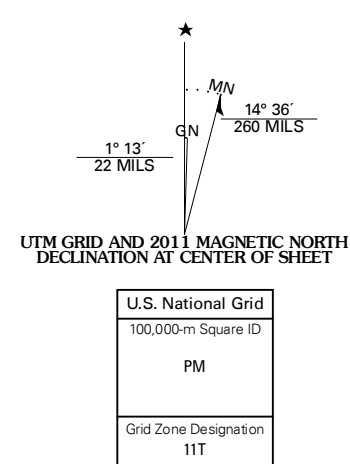 ★
MN
14° 36´
260 MILS
GN
1° 13´
22 MILS
UTM GRID AND 2011 MAGNETIC NORTH
DECLINATION AT CENTER OF SHEET
U.S. National Grid
100,000-m Square ID
PM
Grid Zone Designation
11T